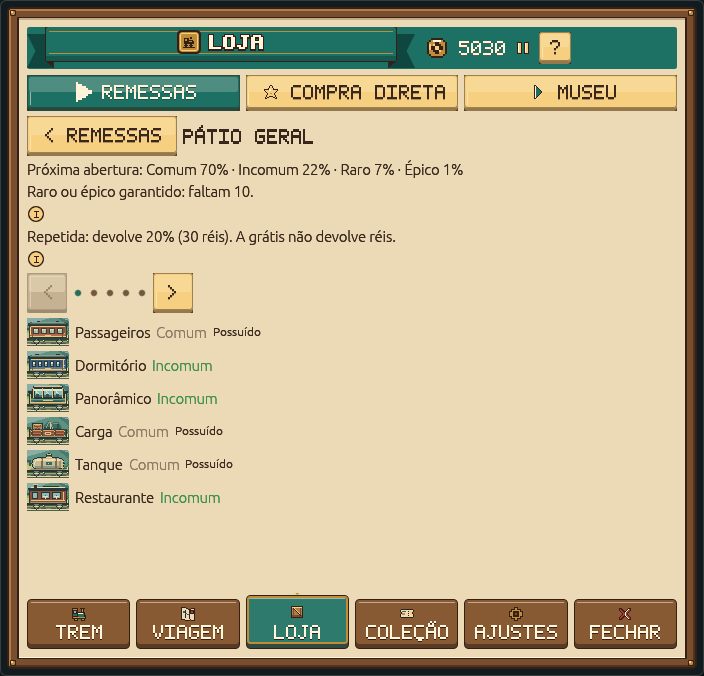 LOJA
5030
?
REMESSAS
COMPRA DIRETA
MUSEU
< REMESSAS PÁTIO GERAL
Próxima abertura: Comum 70% · Incomum 22% · Raro 7% · Épico 1%
Raro ou épico garantido: faltam 10.
I
Repetida: devolve 20% (30 réis). A grátis não devolve réis.
I
< >
Passageiros Comum Possuído
Dormitório Incomum
Panorâmico Incomum
Carga Comum Possuído
Tanque Comum Possuído
Restaurante Incomum
TREM
VIAGEM
LOJA
COLEÇÃO
AJUSTES
FECHAR